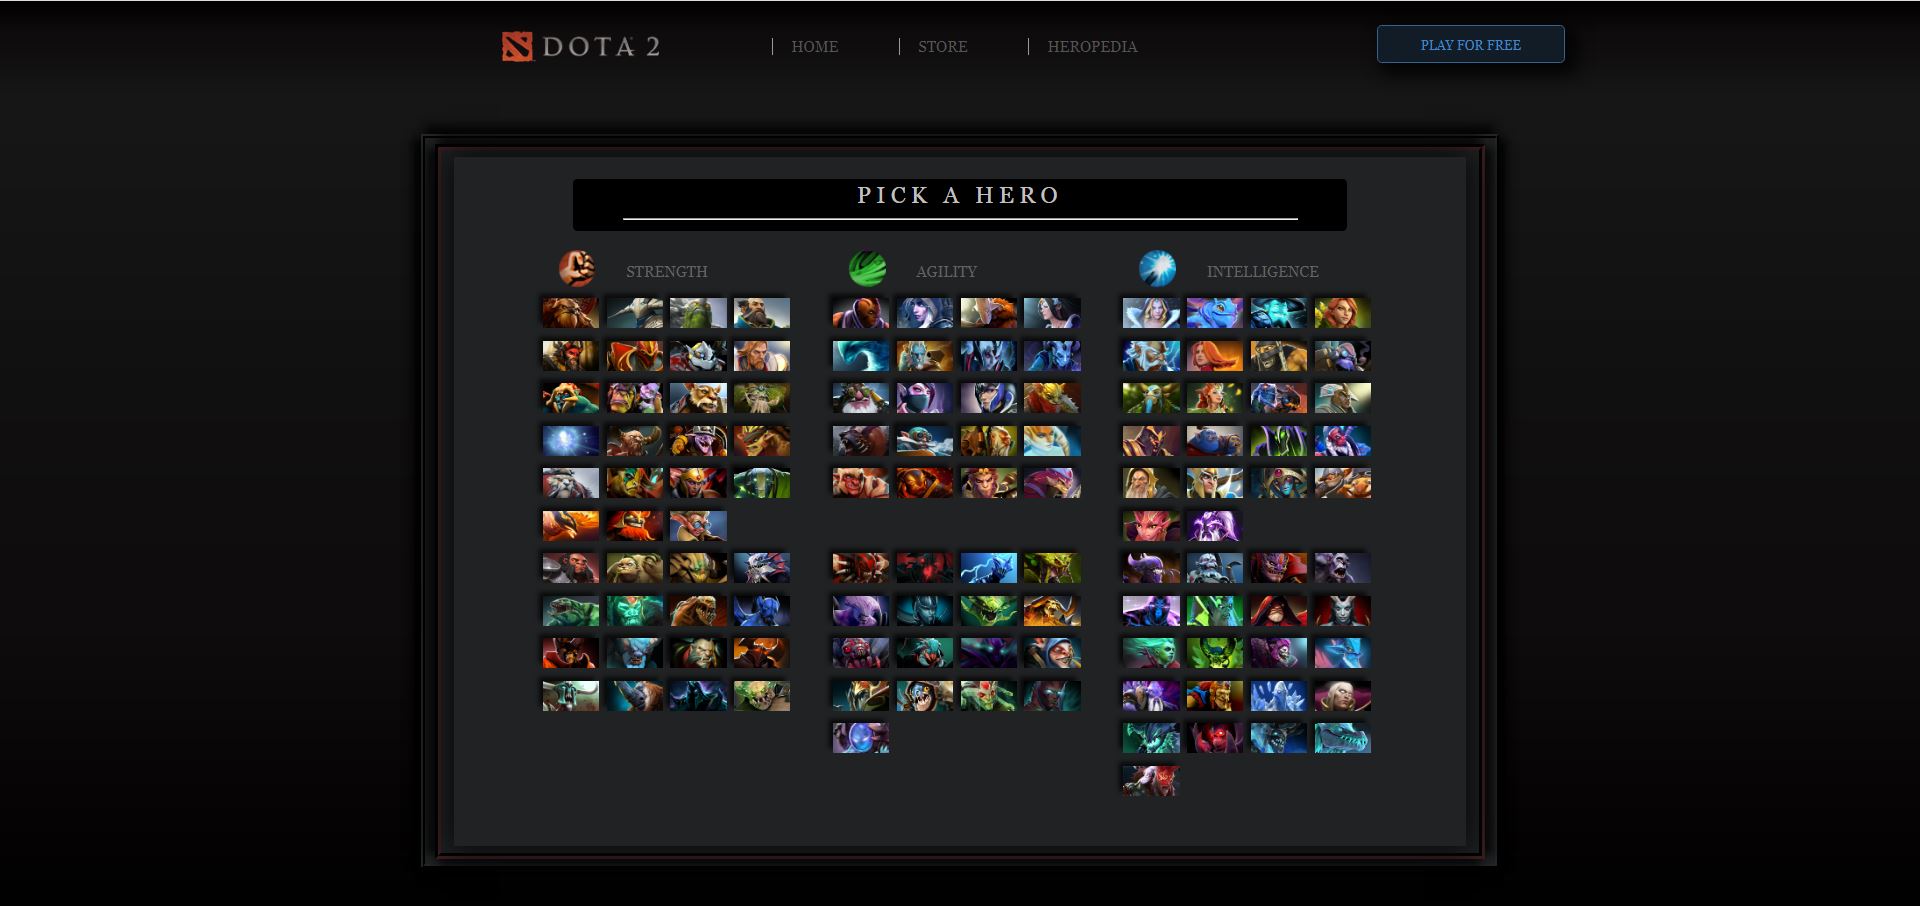 DOTA 2
HOME
STORE
HEROPEDIA
PLAY FOR FREE
PICK A HERO
STRENGTH
AGILITY
INTELLIGENCE